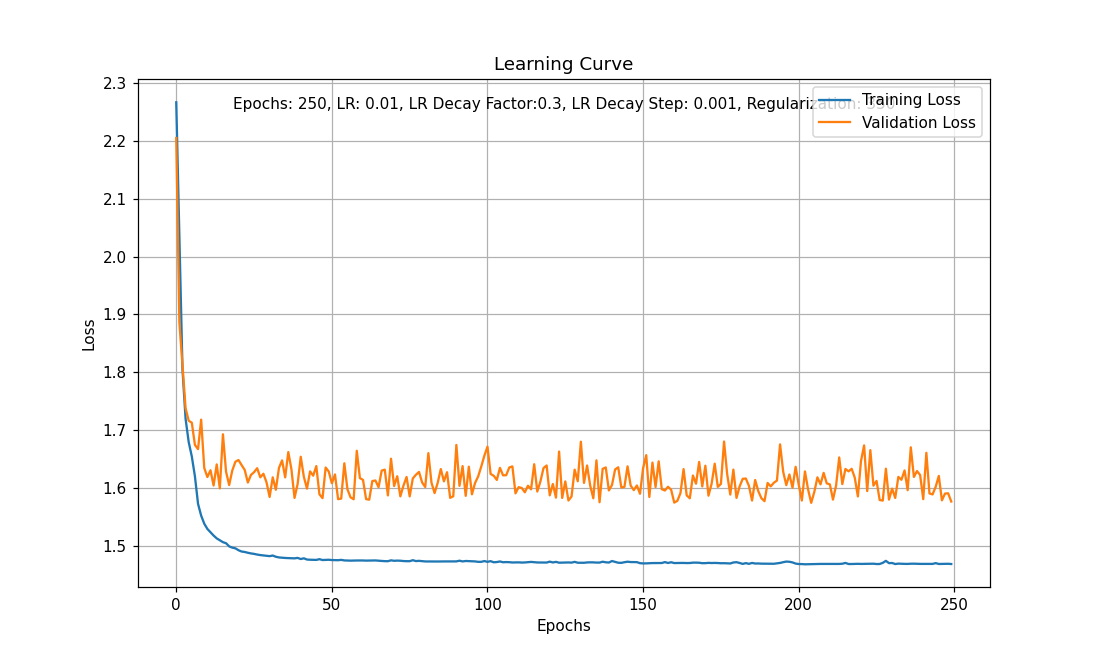 Learning Curve
Epochs: 250, LR: 0.01, LR Decay Factor:0.3, LR Decay Step: 0.001, Regularization:
Training Loss
Validation Loss
2.3
2.2
2.1
2.0
1.9
1.8
1.7
1.6
1.5
Loss
0 50 100 150 200 250
Epochs